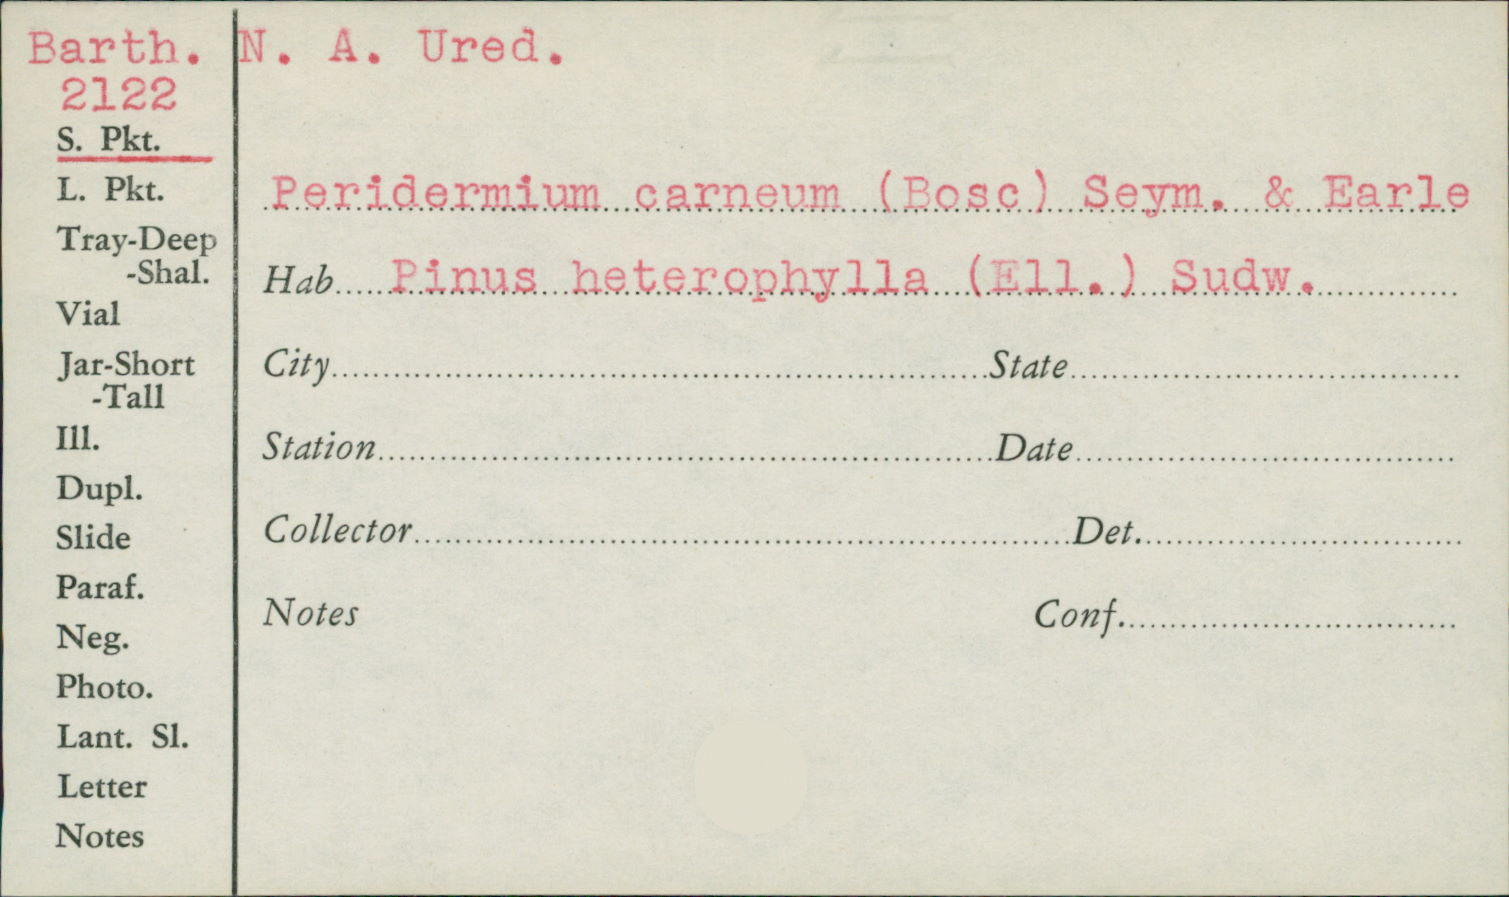 Barth. N. A. Ured.
2122
S. Pkt.
L. Pkt.
Tray-Deep
-Shal.
Vial
Jar-Short
-Tall
Ill.
Dupl.
Slide
Paraf.
Neg.
Photo.
Lant. Sl.
Letter
Notes
Peridermium carneum (Bosc) Seym. & Earle
Hab. Pinus heterophylla (Ell.) Sudw.
City State
Station Date
Collector Det.
Notes Conf.